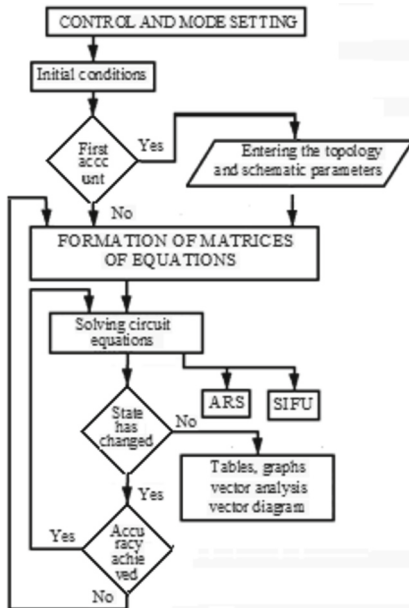 CONTROL AND MODE SETTING
Initial conditions
First
accc
unt
Yes
Entering the topology
and schematic parameters
No
FORMATION OF MATRICES
OF EQUATIONS
Solving circuit
equations
ARS
SIFU
State
has
changed
No
Tables, graphs
vector analysis
vector diagram
Yes
Accu
racy
achie
ved
Yes
No